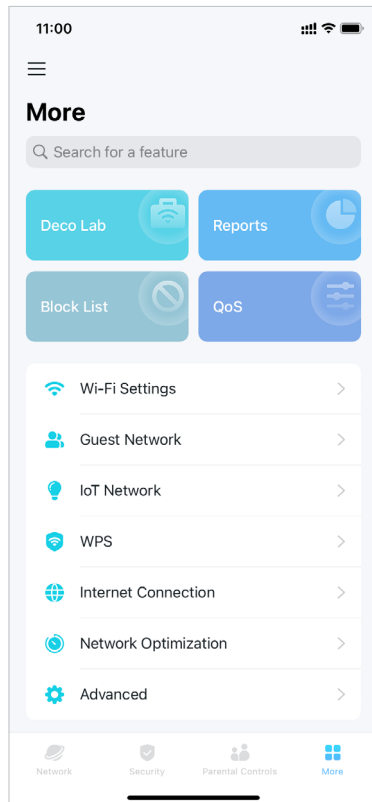 11:00
More
Search for a feature
Deco Lab
Reports
Block List
QoS
Wi-Fi Settings
Guest Network
IoT Network
WPS
Internet Connection
Network Optimization
Advanced
Network Security Parental Controls More